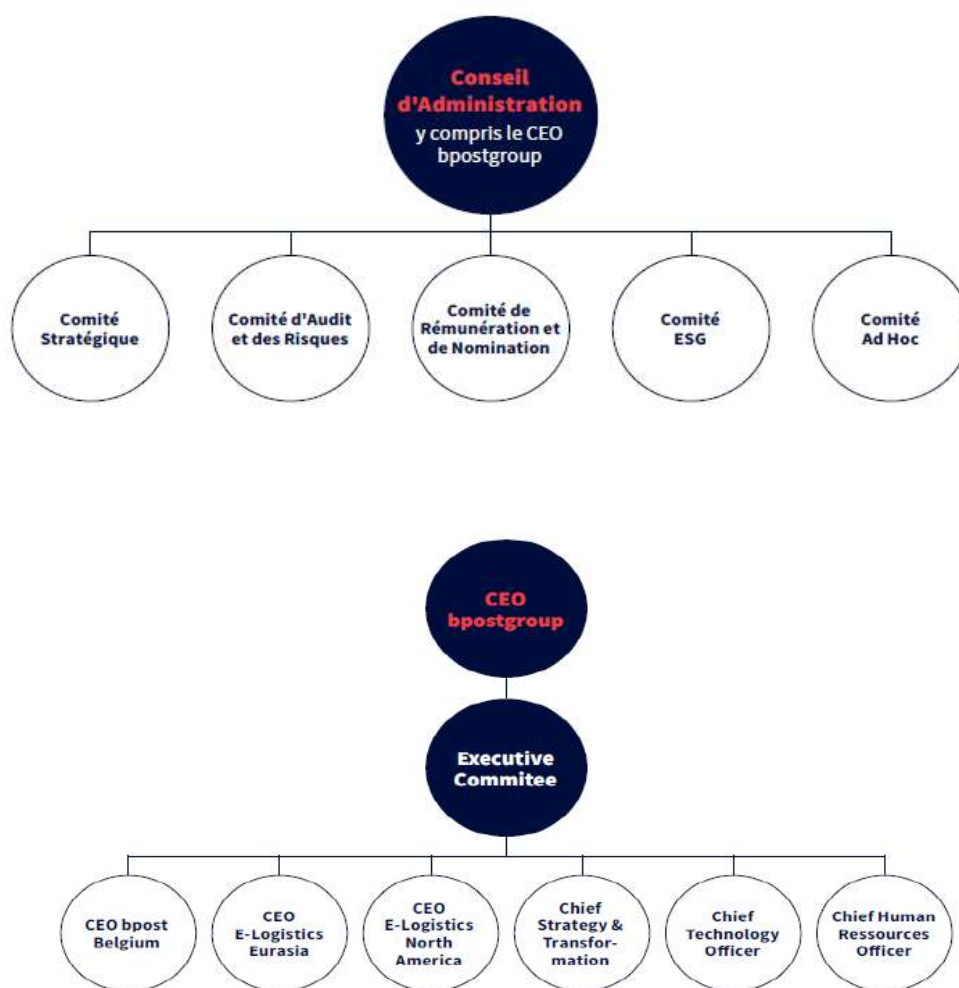 Conseil
d'Administration
y compris le CEO
bpostgroup
Comité
Stratégique
Comité d'Audit
et des Risques
Comité de
Rémunération et
de Nomination
Comité
ESG
Comité
Ad Hoc
CEO
bpostgroup
Executive
Commitee
CEO bpost
Belgium
CEO
E-Logistics
Eurasia
CEO
E-Logistics
North
America
Chief
Strategy &
Transfor-
mation
Chief
Technology
Officer
Chief Human
Ressources
Officer